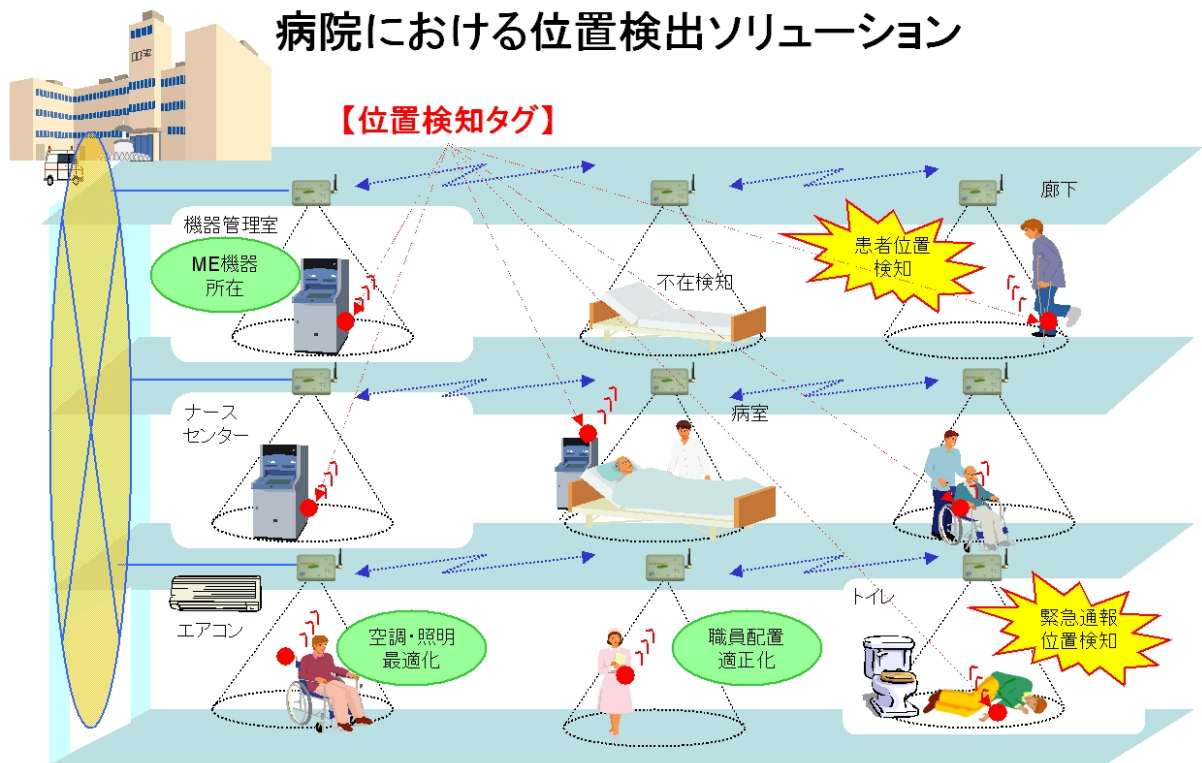 病院における位置検出ソリューション
【位置検知タグ】
廊下
機器管理室
ME機器
所在
不在検知
患者位置
検知
ナース
センター
病室
エアコン
空調・照明
最適化
職員配置
適正化
トイレ
緊急通報
位置検知